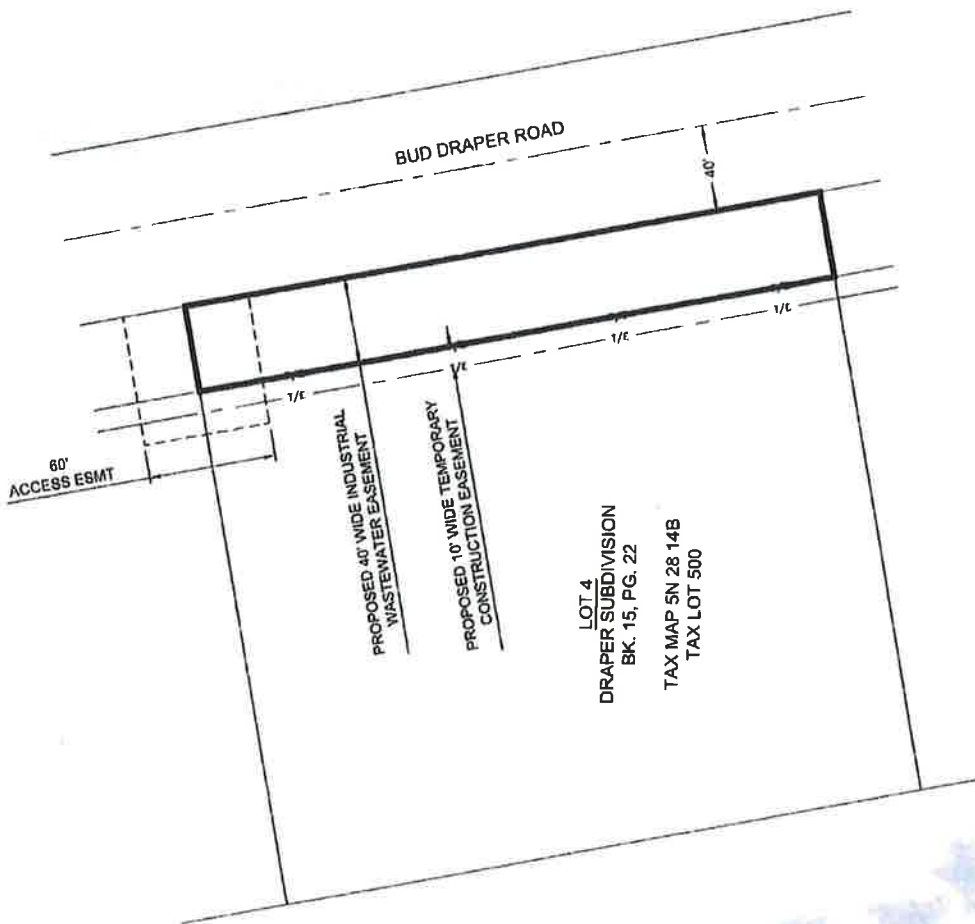 BUD DRAPER ROAD
40'
T/E
T/E
T/E
T/E
60'
ACCESS ESMT
PROPOSED 40' WIDE INDUSTRIAL
WASTEWATER EASEMENT
PROPOSED 10' WIDE TEMPORARY
CONSTRUCTION EASEMENT
LOT 4
DRAPER SUBDIVISION
BK. 15, PG. 22
TAX MAP 5N 28 14B
TAX LOT 500